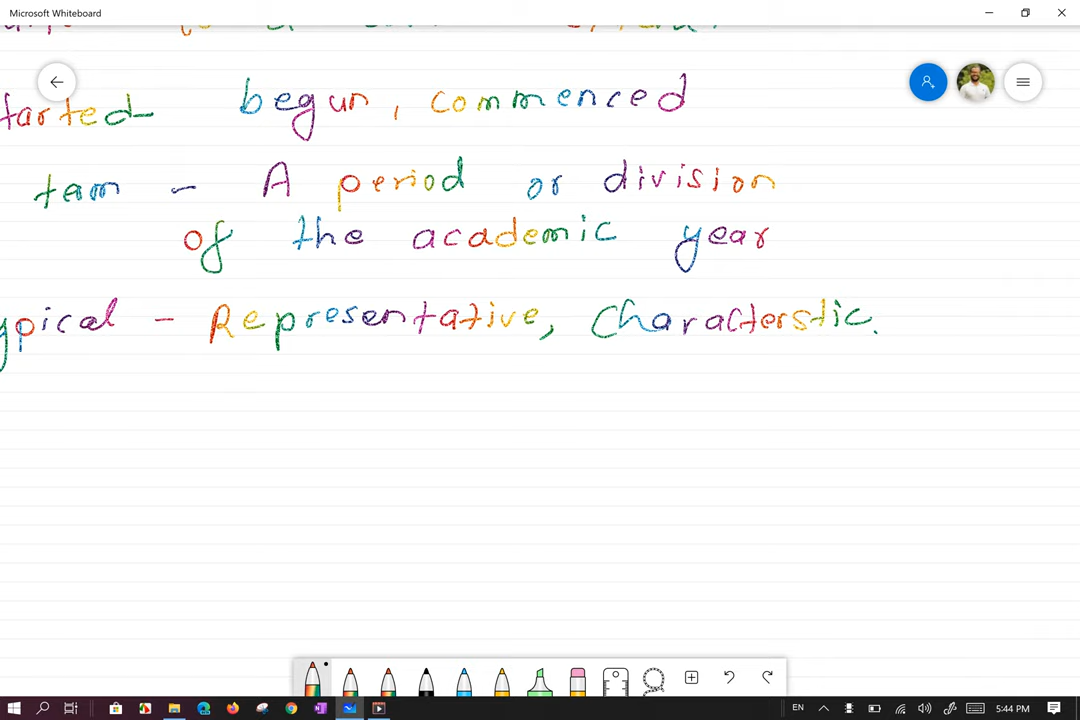 Microsoft Whiteboard
tarted begun, commenced
tam - A period or division
of the academic year
ypical - Representative, Characterstic.
EN 5:44 PM